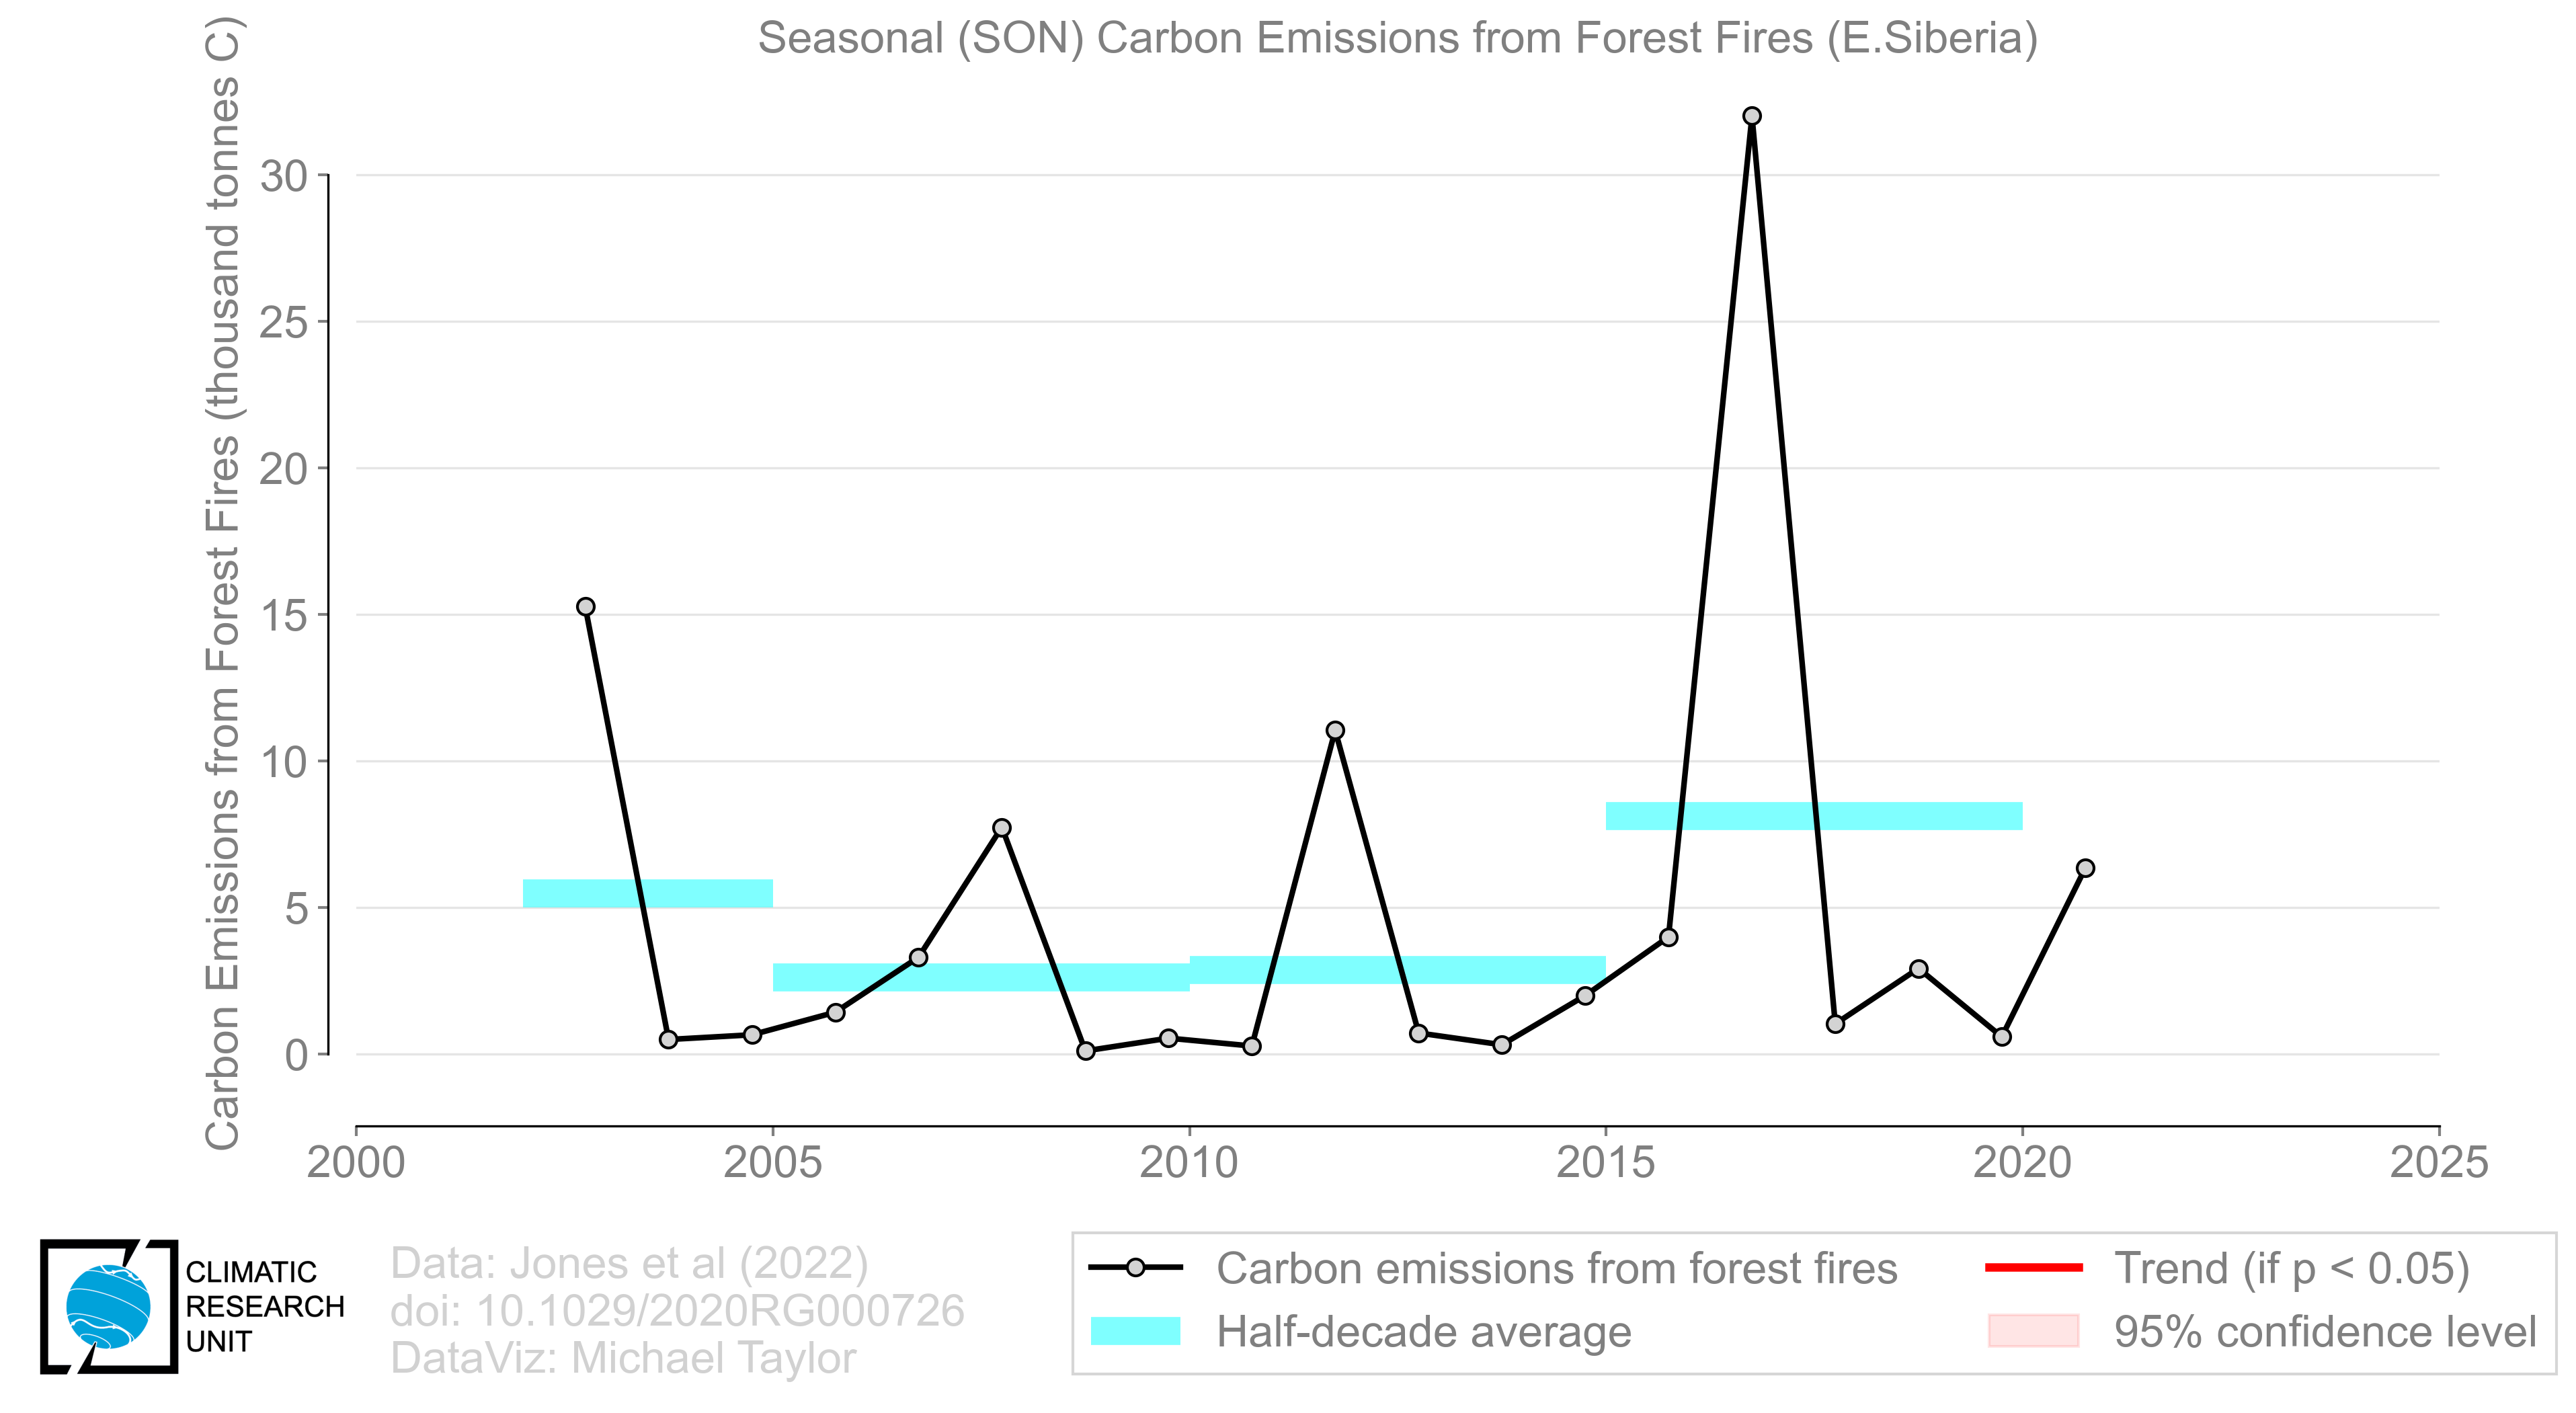 Seasonal (SON) Carbon Emissions from Forest Fires (E.Siberia)
Carbon Emissions from Forest Fires (thousand tonnes C)
30
25
20
15
10
5
0
2000 2005 2010 2015 2020 2025
CLIMATIC
RESEARCH
UNIT
Data: Jones et al (2022)
doi: 10.1029/2020RG000726
DataViz: Michael Taylor
Carbon emissions from forest fires
Half-decade average
Trend (if p < 0.05)
95% confidence level